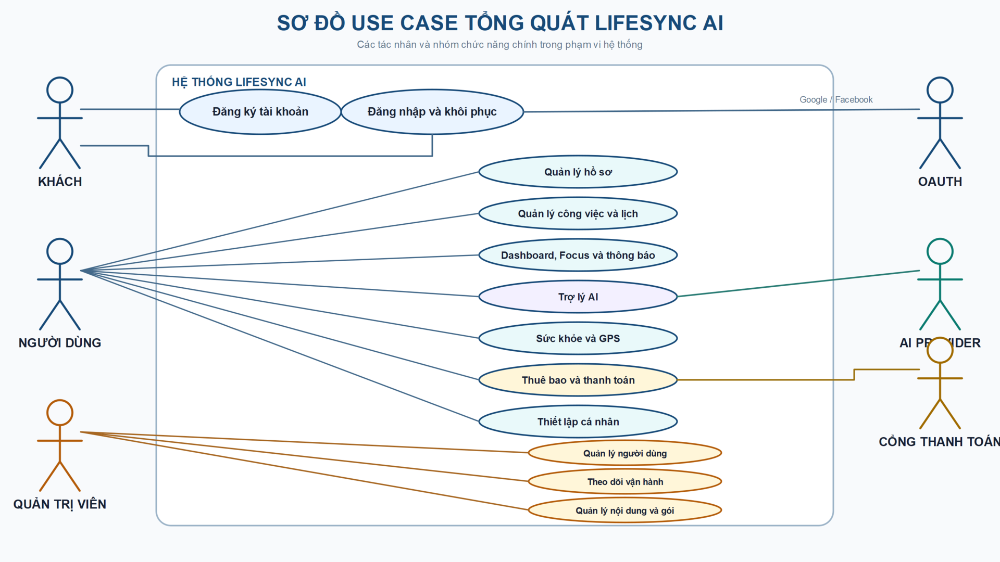 SƠ ĐỒ USE CASE TỔNG QUÁT LIFESYNC AI
Các tác nhân và nhóm chức năng chính trong phạm vi hệ thống
HỆ THỐNG LIFESYNC AI
Đăng ký tài khoản
Đăng nhập và khôi phục
Google / Facebook
KHÁCH
OAUTH
Quản lý hồ sơ
Quản lý công việc và lịch
Dashboard, Focus và thông báo
Trợ lý AI
NGƯỜI DÙNG
Sức khỏe và GPS
AI
Thuê bao và thanh toán
Thiết lập cá nhân
CỔNG THANH TOÁN
Quản lý người dùng
Theo dõi vận hành
QUẢN TRỊ VIÊN
Quản lý nội dung và gói